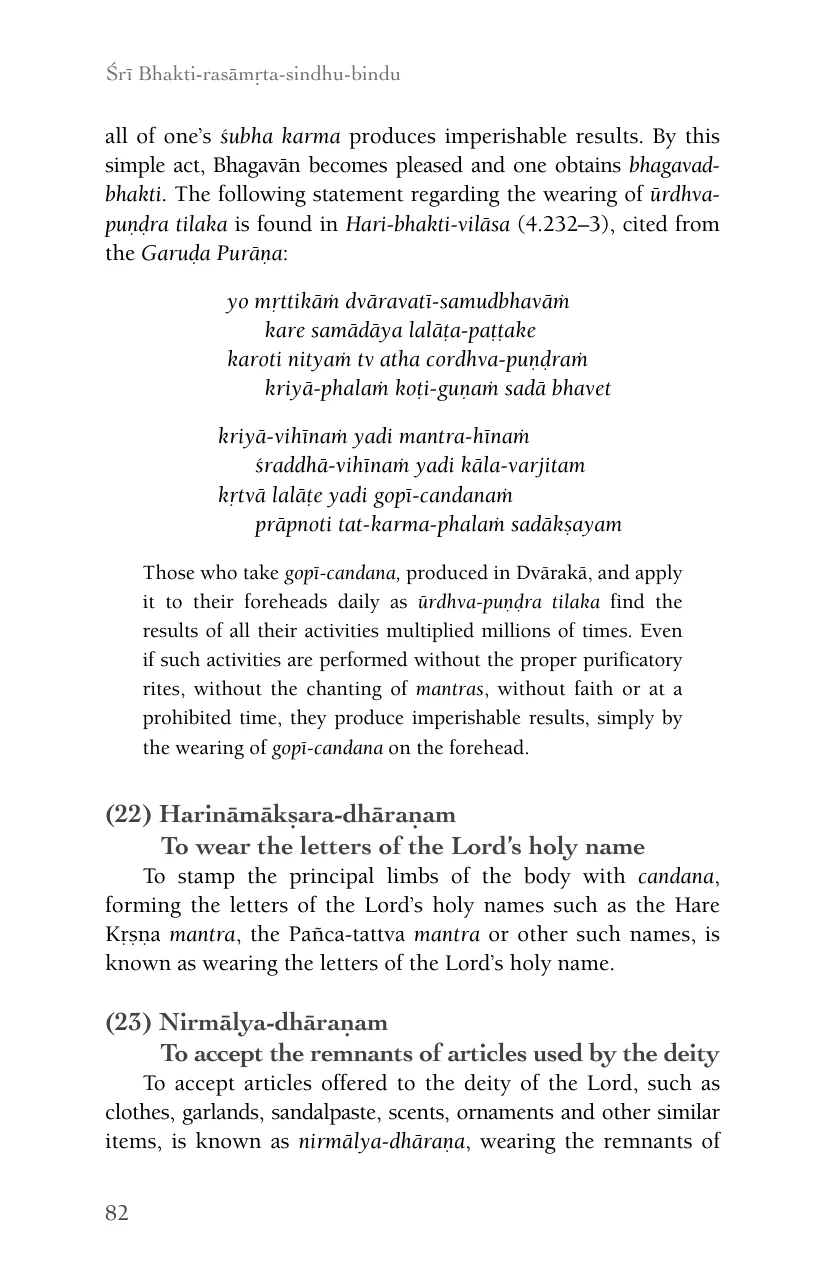 Śrī Bhakti-rasāmṛta-sindhu-bindu
all of one’s śubha karma produces imperishable results. By this
simple act, Bhagavān becomes pleased and one obtains bhagavad-
bhakti. The following statement regarding the wearing of ūrdhva-
puṇḍra tilaka is found in Hari-bhakti-vilāsa (4.232–3), cited from
the Garuḍa Purāṇa:
yo mṛttikāṁ dvāravatī-samudbhavāṁ
kare samādāya lalāṭa-paṭṭake
karoti nityaṁ tv atha cordhva-puṇḍraṁ
kriyā-phalaṁ koṭi-guṇaṁ sadā bhavet
kriyā-vihīnaṁ yadi mantra-hīnaṁ
śraddhā-vihīnaṁ yadi kāla-varjitam
kṛtvā lalāṭe yadi gopī-candanaṁ
prāpnoti tat-karma-phalaṁ sadākṣayam
Those who take gopī-candana, produced in Dvārakā, and apply
it to their foreheads daily as ūrdhva-puṇḍra tilaka find the
results of all their activities multiplied millions of times. Even
if such activities are performed without the proper purificatory
rites, without the chanting of mantras, without faith or at a
prohibited time, they produce imperishable results, simply by
the wearing of gopī-candana on the forehead.
(22) Harināmākṣara-dhāraṇam
To wear the letters of the Lord’s holy name
To stamp the principal limbs of the body with candana,
forming the letters of the Lord’s holy names such as the Hare
Kṛṣṇa mantra, the Pañca-tattva mantra or other such names, is
known as wearing the letters of the Lord’s holy name.
(23) Nirmālya-dhāraṇam
To accept the remnants of articles used by the deity
To accept articles offered to the deity of the Lord, such as
clothes, garlands, sandalpaste, scents, ornaments and other similar
items, is known as nirmālya-dhāraṇa, wearing the remnants of
82